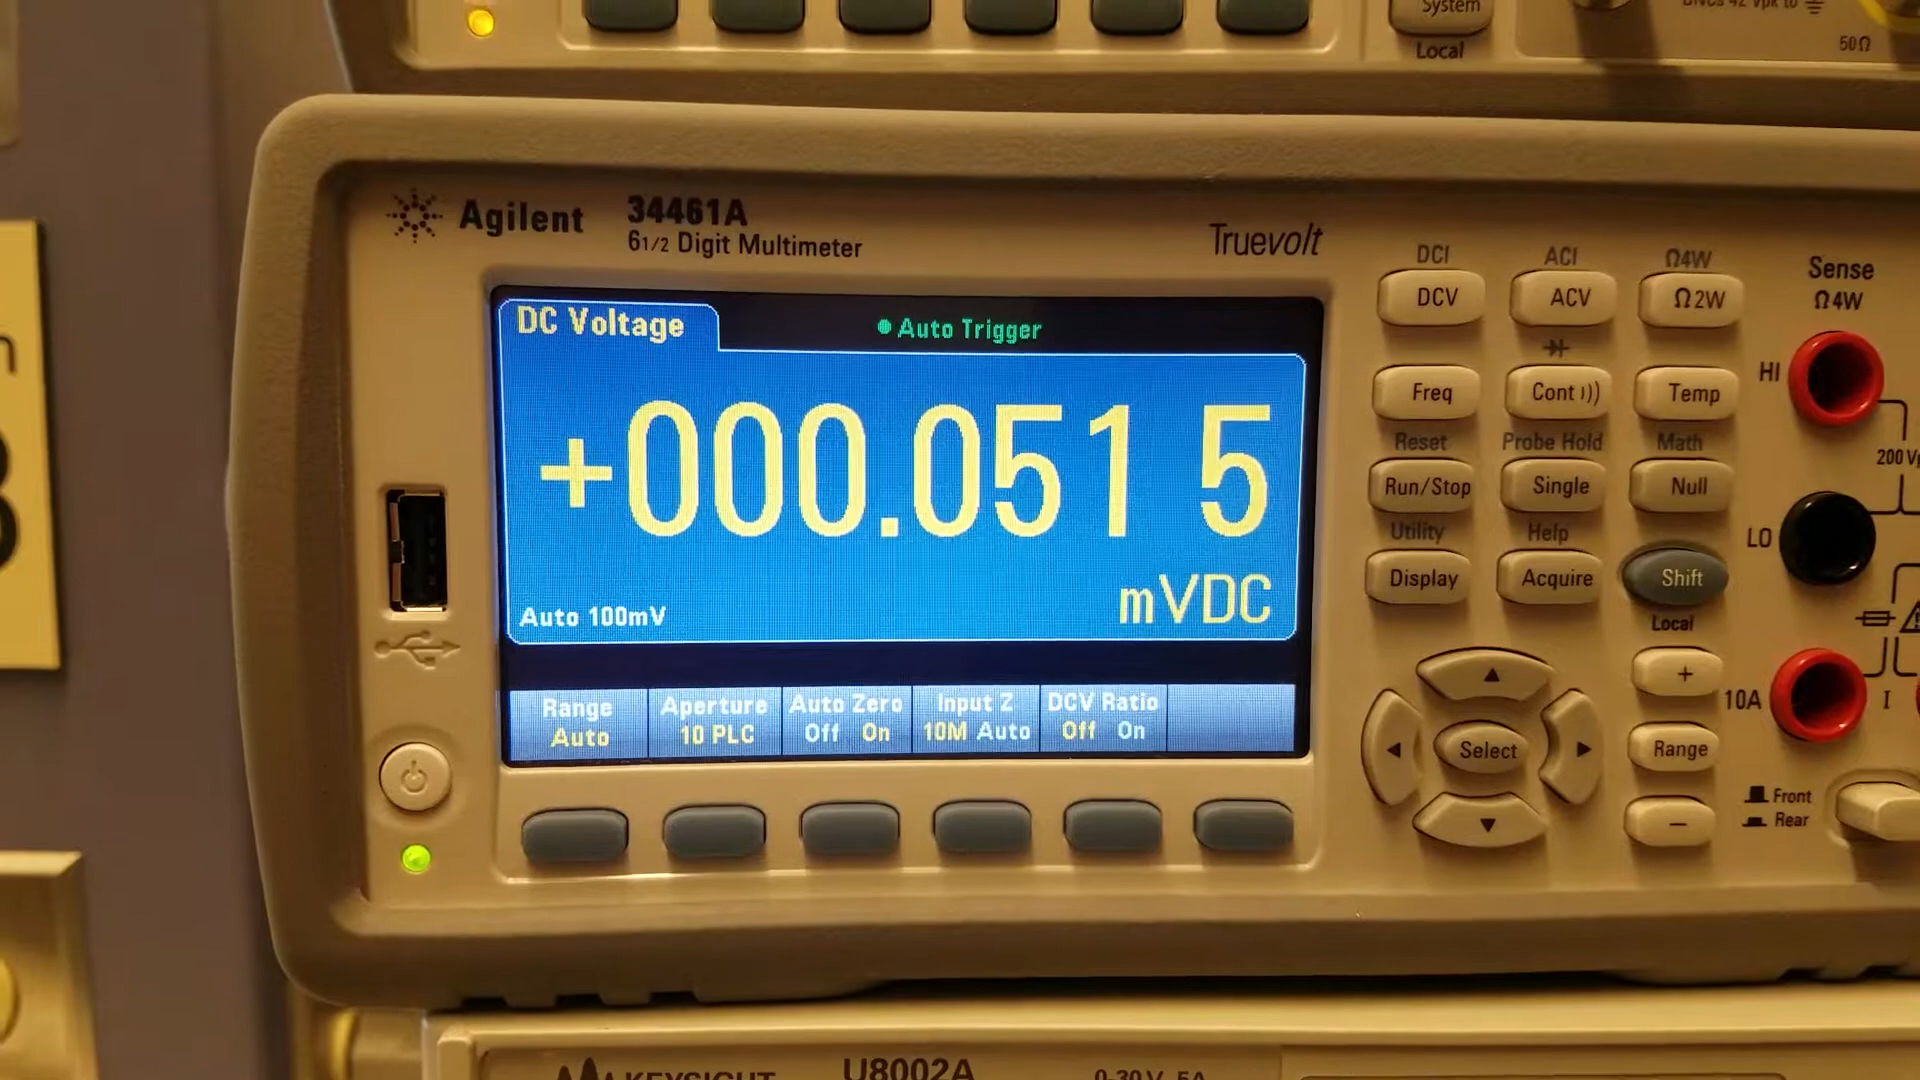 System
Local
50Ω
Agilent
34461A
6 1/2 Digit Multimeter
Truevolt
DC Voltage
Auto Trigger
+000.051 5
mVDC
Auto 100mV
Range
Auto
Aperture
10 PLC
Auto Zero
Off On
Input Z
10M Auto
DCV Ratio
Off On
DCI
DCV
ACI
ACV
Ω4W
Ω2W
Freq
Cont
Temp
Reset
Run/Stop
Probe Hold
Single
Math
Null
Utility
Display
Help
Acquire
Shift
Local
+
Select
Range
−
Sense
Ω4W
HI
LO
10A
I
Front
Rear
KEYSIGHT
U8002A
0-30V, 5A